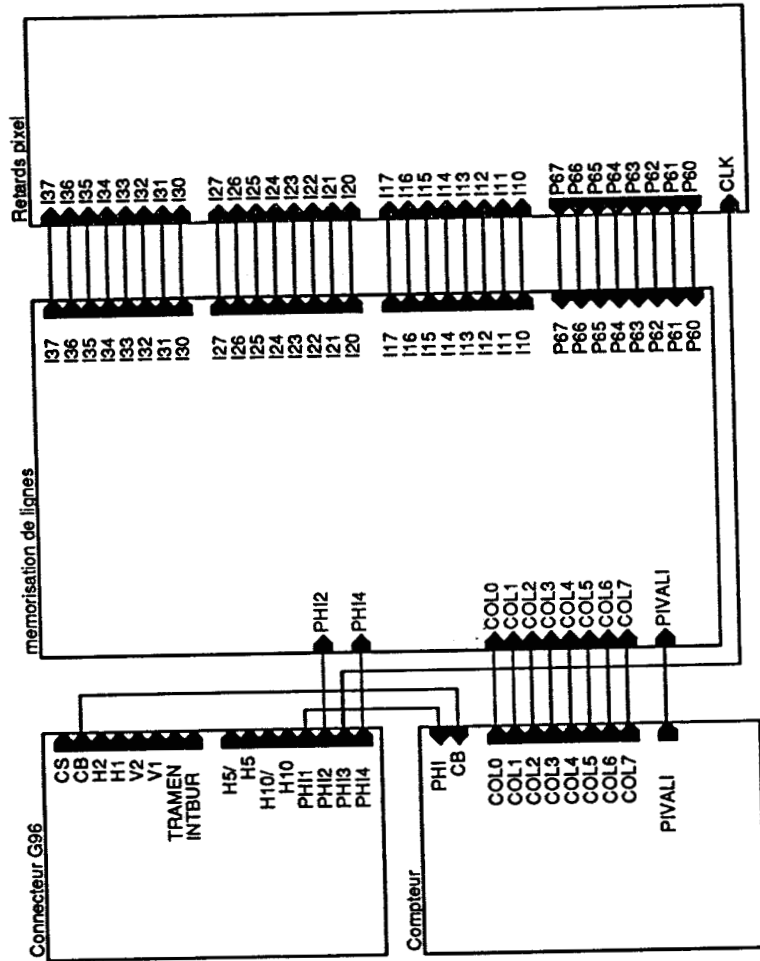 Connecteur G96
CS
CB
H2
H1
V2
V1
TRAMEN
INTBUR
H5/
H5
H10/
H10
PHI1
PHI2
PHI3
PHI4
Compteur
PHI
CB
COL0
COL1
COL2
COL3
COL4
COL5
COL6
COL7
PIVALI
memorisation de lignes
PHI2
PHI4
COL0
COL1
COL2
COL3
COL4
COL5
COL6
COL7
PIVALI
I37
I36
I35
I34
I33
I32
I31
I30
I27
I26
I25
I24
I23
I22
I21
I20
I17
I16
I15
I14
I13
I12
I11
I10
P67
P66
P65
P64
P63
P62
P61
P60
Retards pixel
I37
I36
I35
I34
I33
I32
I31
I30
I27
I26
I25
I24
I23
I22
I21
I20
I17
I16
I15
I14
I13
I12
I11
I10
P67
P66
P65
P64
P63
P62
P61
P60
CLK